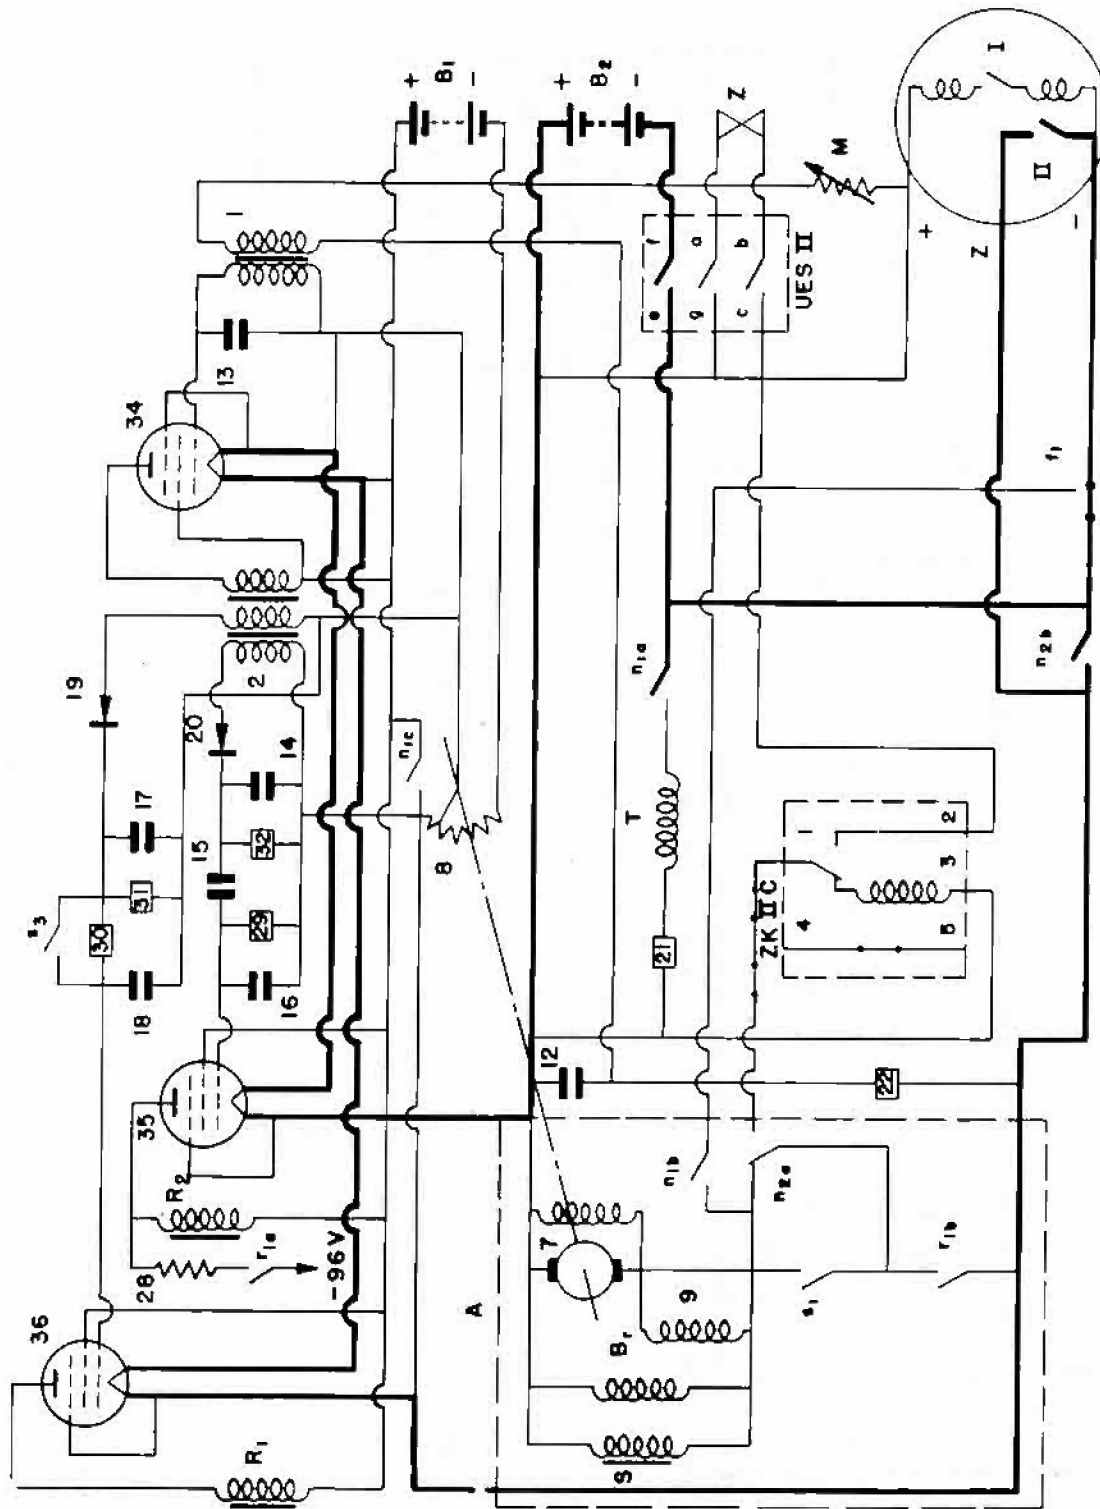 +
B₁
-
+
B₂
-
Z
M
I
II
+
Z
-
1
f
a
b
UES II
e
g
c
13
34
f₁
2
19
20
14
17
15
32
31
30
29
s₃
18
16
n₁c
8
n₁a
T
21
n₂b
ZK II C
4
2
3
5
35
R₂
r₁a
-96V
28
12
22
n₁b
n₂a
7
A
9
Bᵣ
s₁
r₁b
S
36
R₁